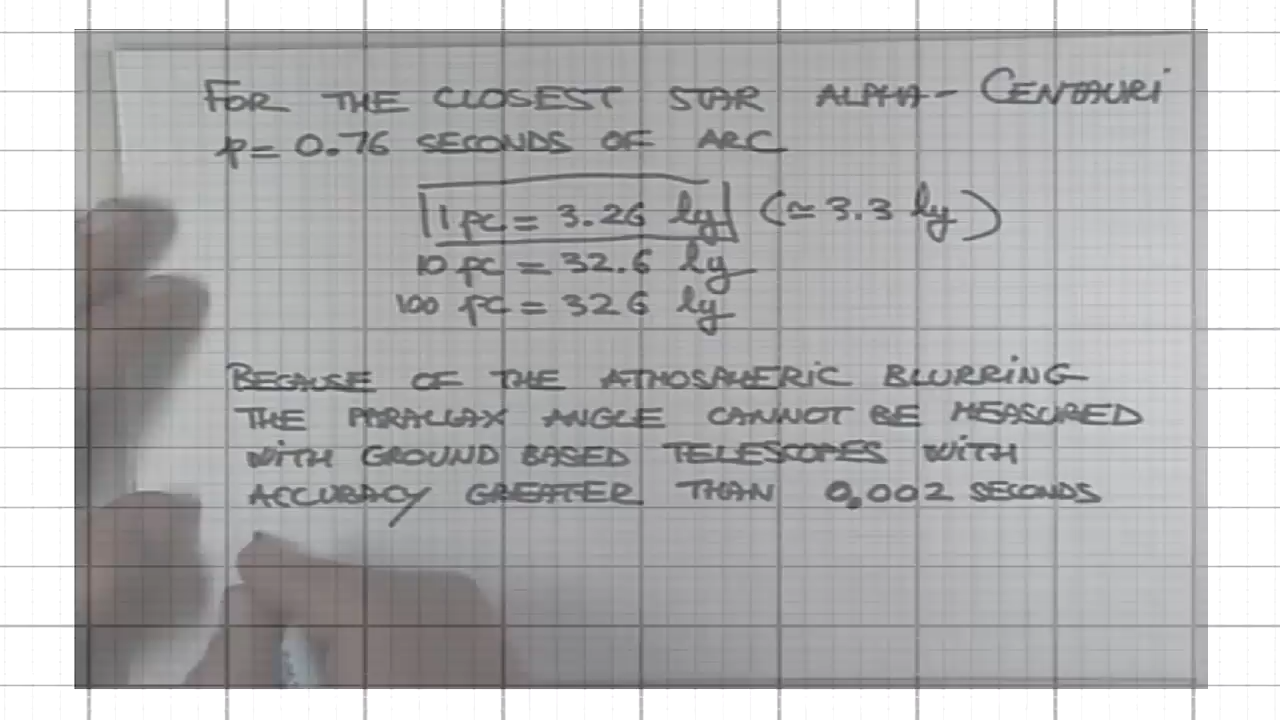 FOR THE CLOSEST STAR ALPHA-CENTAURI
p= 0.76 SECONDS OF ARC
1 pc = 3.26 ly (≃ 3.3 ly)
10 pc = 32.6 ly
100 pc = 326 ly
BECAUSE OF THE ATMOSPHERIC BLURRING
THE PARALLAX ANGLE CANNOT BE MEASURED
WITH GROUND BASED TELESCOPES WITH
ACCURACY GREATER THAN 0,002 SECONDS